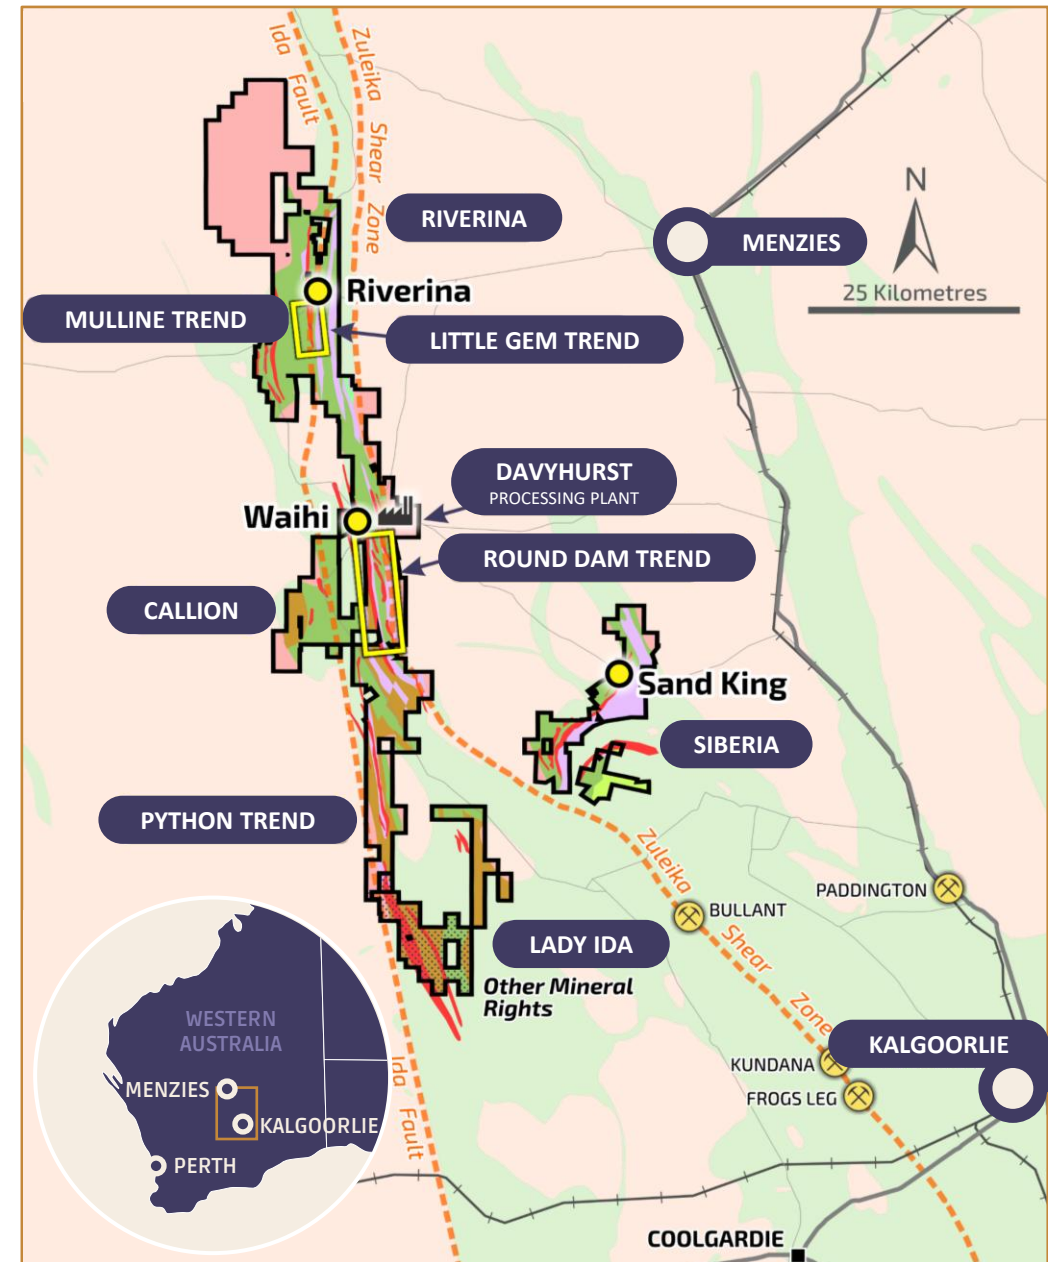 Ida
Fault
Zuleika
Shear
Zone
RIVERINA
N
MENZIES
25 Kilometres
Riverina
MULLINE TREND
LITTLE GEM TREND
DAVYHURST
PROCESSING PLANT
Waihi
ROUND DAM TREND
CALLION
Sand King
SIBERIA
PYTHON TREND
Zuleika
Shear
Zone
PADDINGTON
BULLANT
LADY IDA
Other Mineral
Rights
KALGOORLIE
KUNDANA
FROGS LEG
Ida
Fault
WESTERN
AUSTRALIA
MENZIES
KALGOORLIE
PERTH
COOLGARDIE